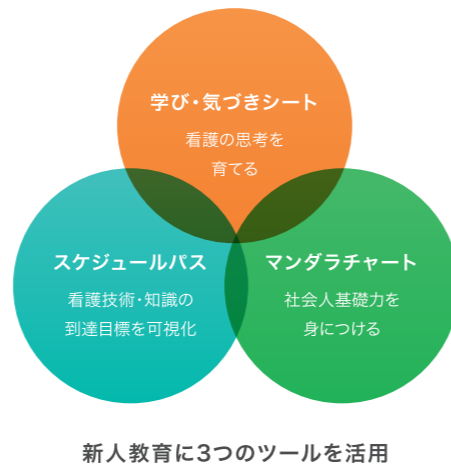 学び・気づきシート
看護の思考を
育てる
スケジュールパス
看護技術・知識の
到達目標を可視化
マンダラチャート
社会人基礎力を
身につける
新人教育に3つのツールを活用